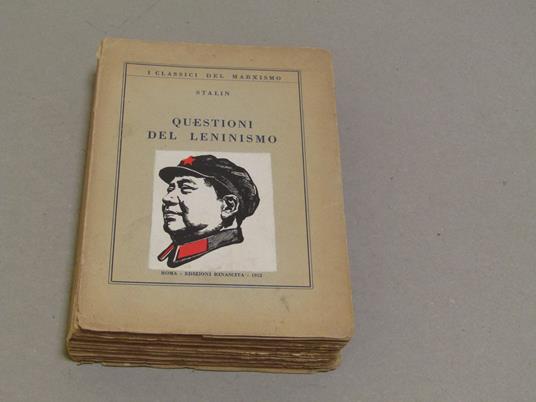 I CLASSICI DEL MARXISMO
STALIN
QUESTIONI
DEL LENINISMO
ROMA - EDIZIONI RINASCITA - 1952